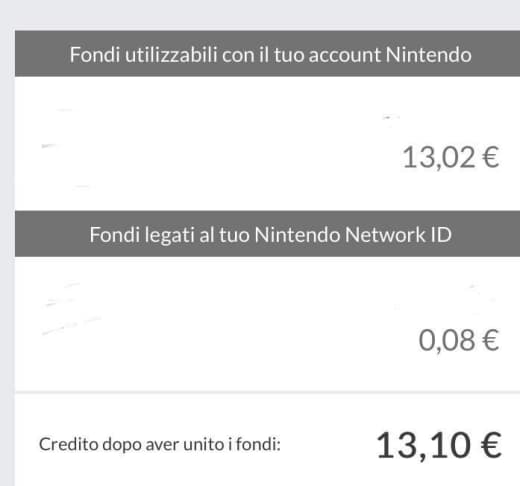 Fondi utilizzabili con il tuo account Nintendo
13,02 €
Fondi legati al tuo Nintendo Network ID
0,08 €
Credito dopo aver unito i fondi: 13,10 €